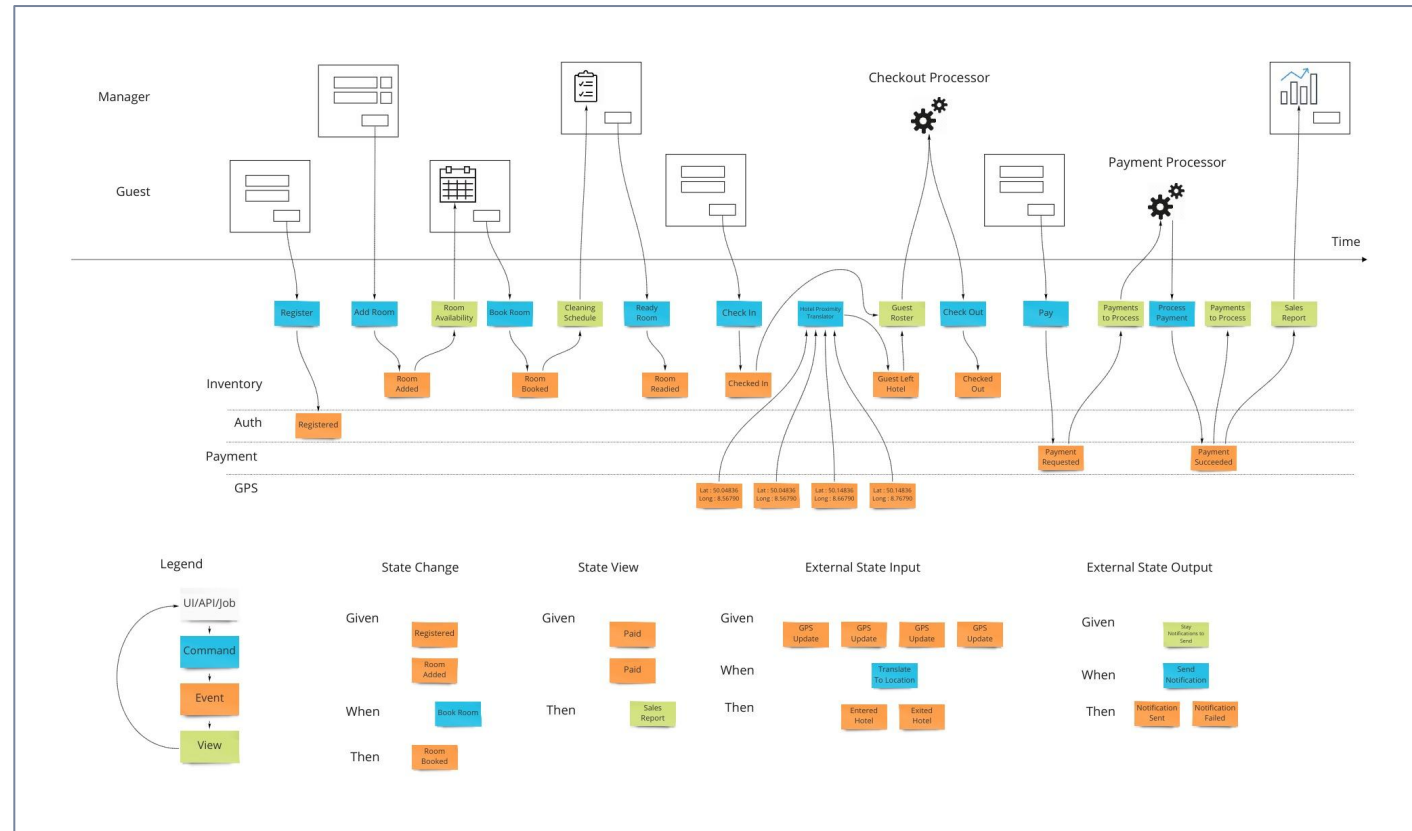 Manager
Checkout Processor
Guest
Payment Processor
Time
Register
Add Room
Room
Availability
Book Room
Cleaning
Schedule
Ready
Room
Check In
Hotel Proximity
Translator
Guest
Roster
Check Out
Pay
Payments
to Process
Process
Payment
Payments
to Process
Sales
Report
Inventory
Room
Added
Room
Booked
Room
Readied
Checked In
Guest Left
Hotel
Checked
Out
Auth
Registered
Payment
Payment
Requested
Payment
Succeeded
GPS
Lat : 50.04836
Long : 8.56790
Lat : 50.04836
Long : 8.56790
Lat : 50.14836
Long : 8.66790
Lat : 50.14836
Long : 8.76790
Legend
UI/API/Job
Command
Event
View
State Change
Given
Registered
Room
Added
When
Book Room
Then
Room
Booked
State View
Given
Paid
Paid
Then
Sales
Report
External State Input
Given
GPS
Update
GPS
Update
GPS
Update
GPS
Update
When
Translate
To Location
Then
Entered
Hotel
Exited
Hotel
External State Output
Given
Stay
Notifications to
Send
When
Send
Notification
Then
Notification
Sent
Notification
Failed